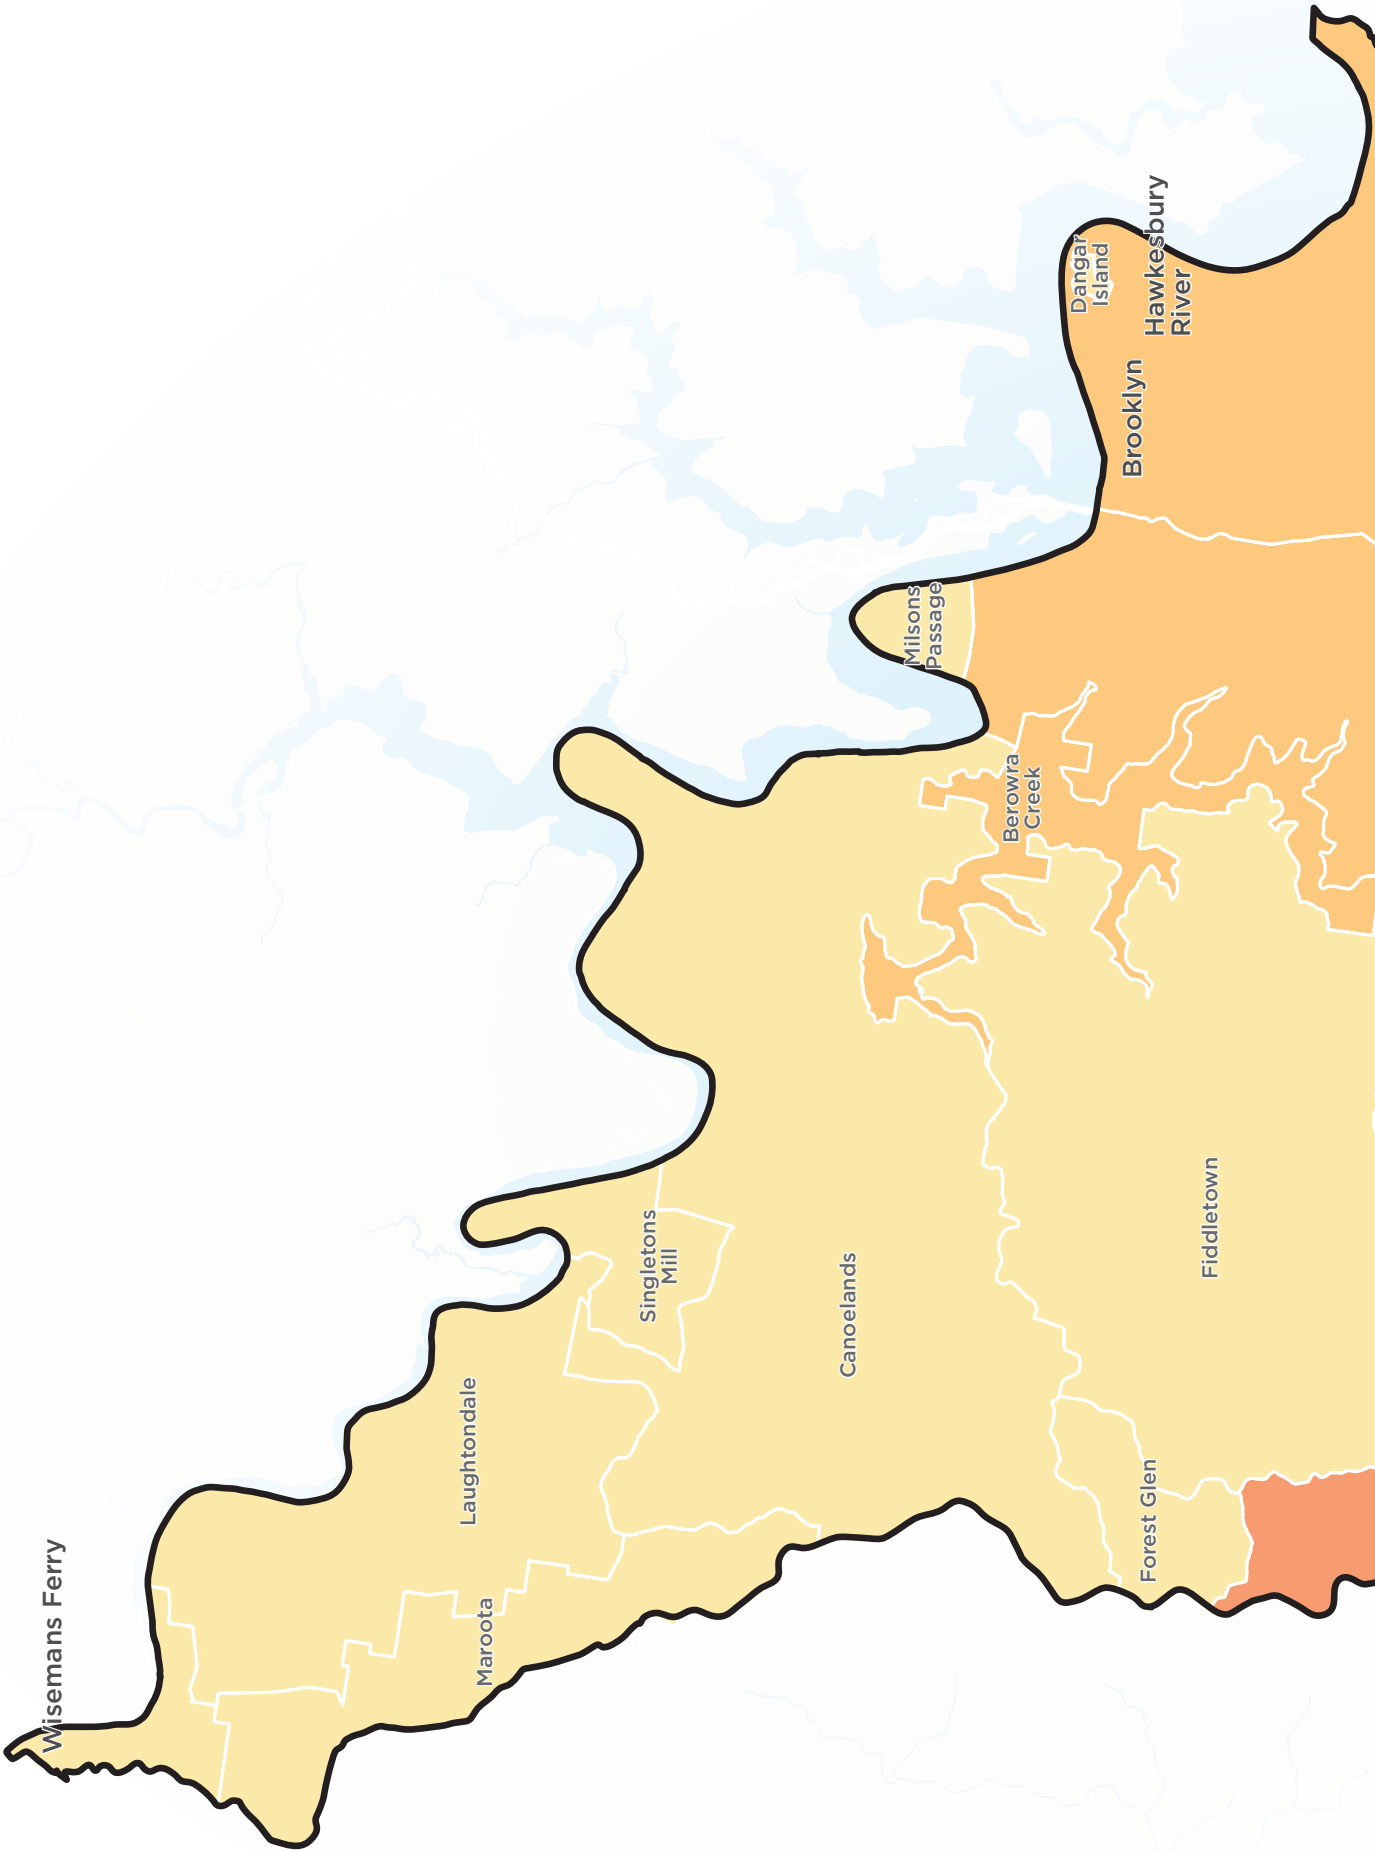 Wisemans Ferry
Maroota
Laughtondale
Singletons
Mill
Canoelands
Forest Glen
Fiddletown
Berowra
Creek
Milsons
Passage
Brooklyn
Dangar
Island
Hawkesbury
River